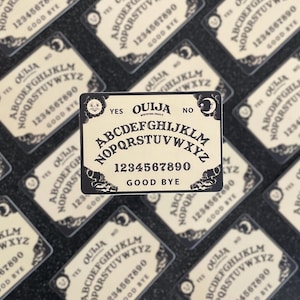 YES OUIJA NO
ABCDEFGHIJKLM
NOPQRSTUVWXYZ
1234567890
GOOD BYE